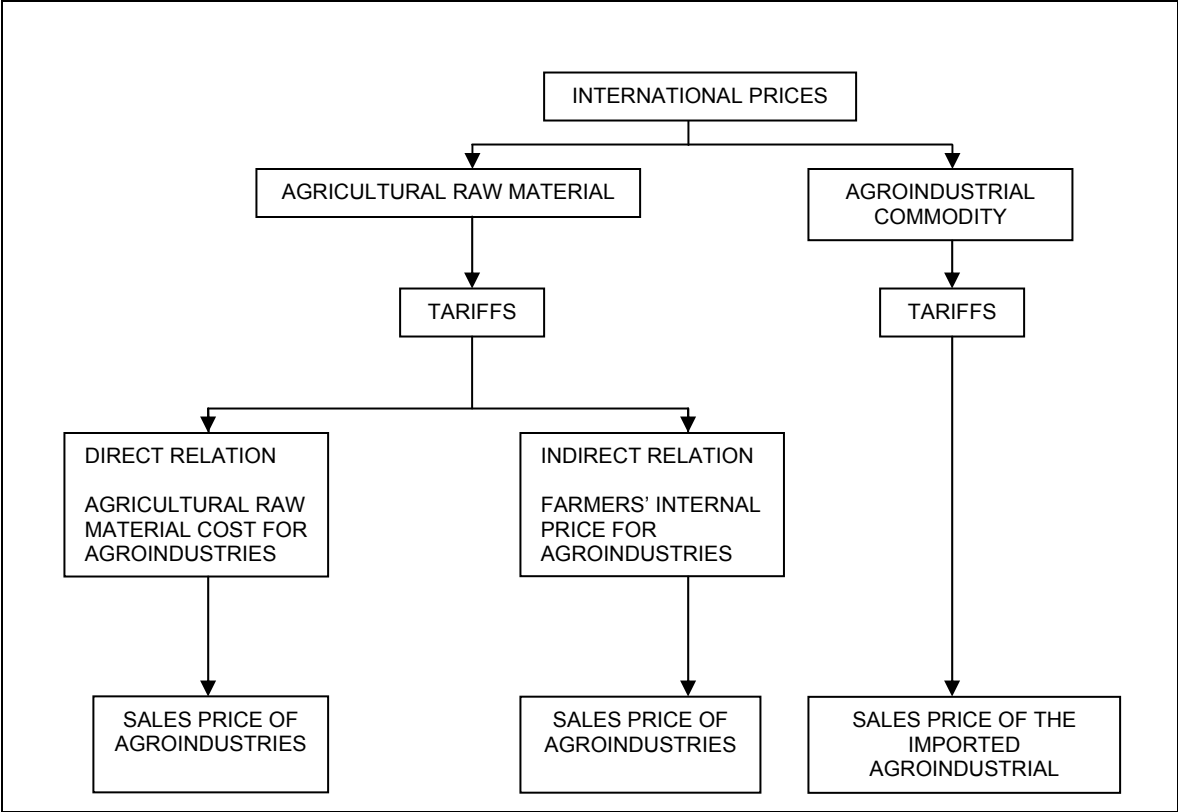 INTERNATIONAL PRICES
AGRICULTURAL RAW MATERIAL
AGROINDUSTRIAL
COMMODITY
TARIFFS
TARIFFS
DIRECT RELATION
AGRICULTURAL RAW
MATERIAL COST FOR
AGROINDUSTRIES
INDIRECT RELATION
FARMERS’ INTERNAL
PRICE FOR
AGROINDUSTRIES
SALES PRICE OF
AGROINDUSTRIES
SALES PRICE OF
AGROINDUSTRIES
SALES PRICE OF THE
IMPORTED
AGROINDUSTRIAL